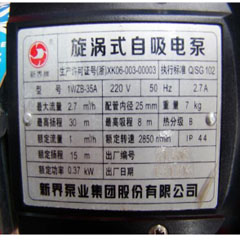 旋涡式自吸电泵
新界牌 生产许可证号(浙)XK06-003-00003 执行标准 Q/SG 102
型号 1WZB-35A 220 V 50 Hz 2.7 A
最大流量 2.7 m³/h 配管内径 25 mm 重量 7 kg
最高扬程 30 m 最高吸程 8 m 热分级 B
额定流量 1 m³/h 额定转速 2850 r/min IP 44
额定扬程 15 m 出厂编号
额定功率 0.37 kW 出厂日期
新界泵业集团股份有限公司